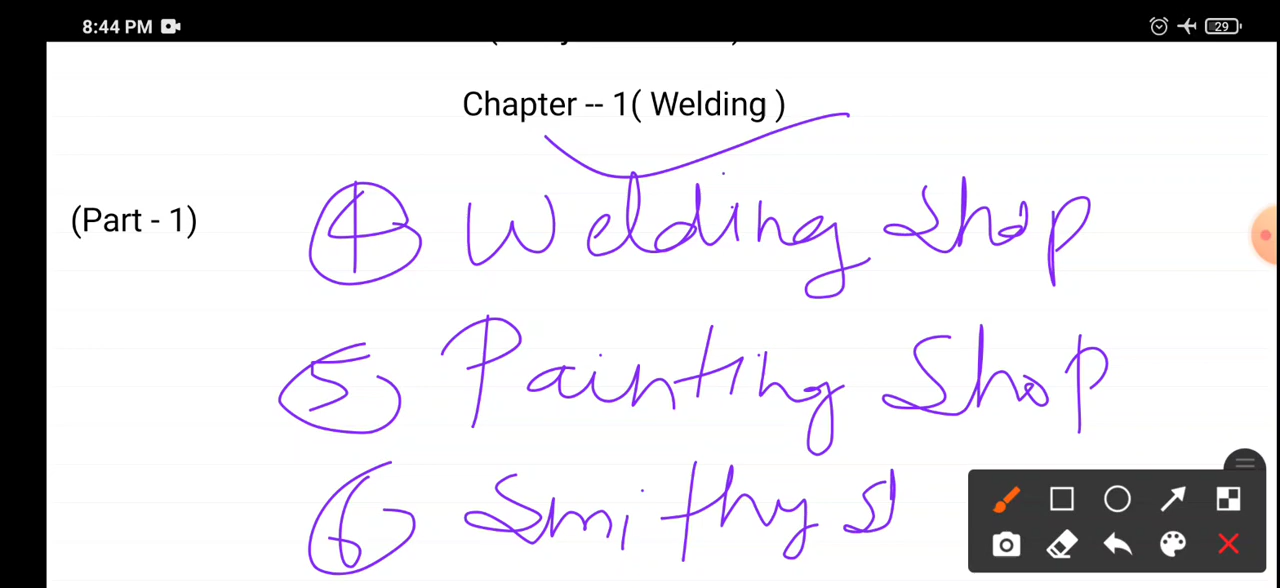 8:44 PM
29
Chapter -- 1( Welding )
(Part - 1)
4 Welding Shop
5 Painting Shop
6 Smithy